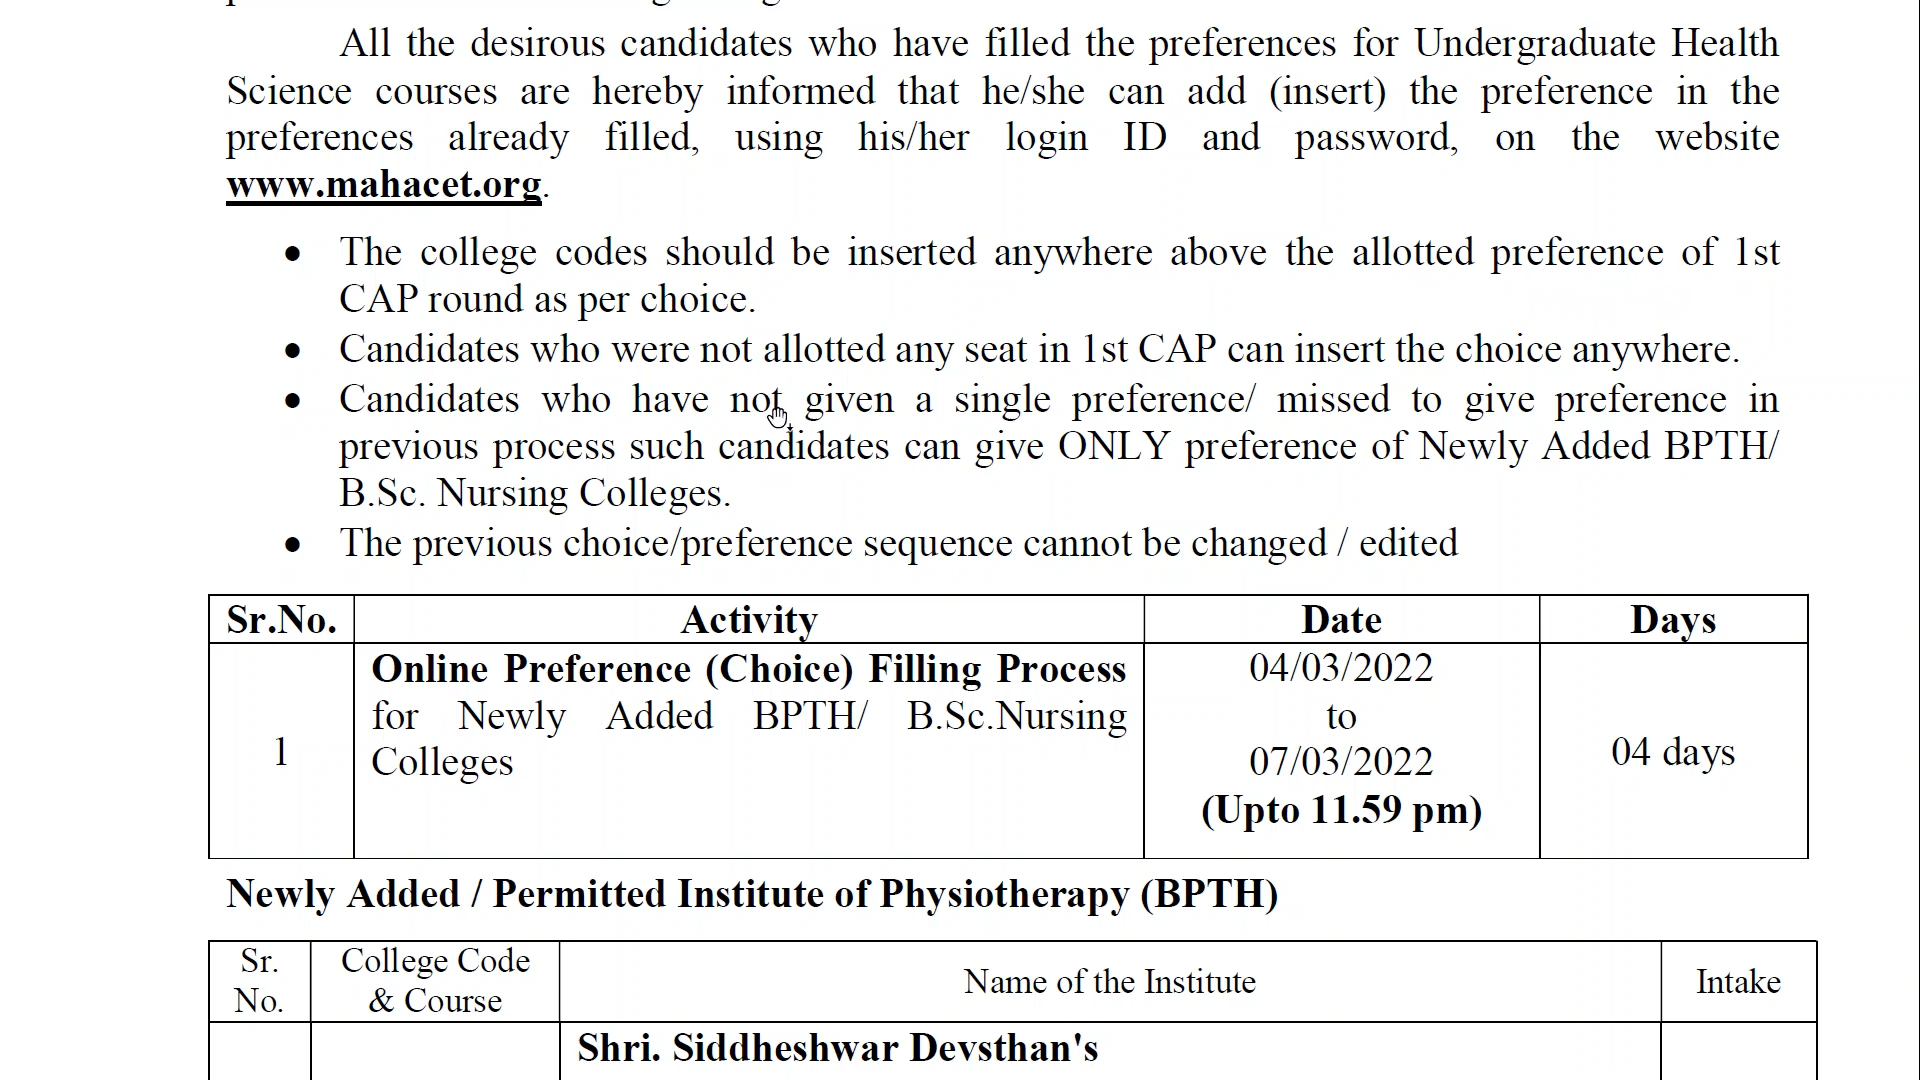 All the desirous candidates who have filled the preferences for Undergraduate Health
Science courses are hereby informed that he/she can add (insert) the preference in the
preferences already filled, using his/her login ID and password, on the website
www.mahacet.org.
• The college codes should be inserted anywhere above the allotted preference of 1st
CAP round as per choice.
• Candidates who were not allotted any seat in 1st CAP can insert the choice anywhere.
• Candidates who have not given a single preference/ missed to give preference in
previous process such candidates can give ONLY preference of Newly Added BPTH/
B.Sc. Nursing Colleges.
• The previous choice/preference sequence cannot be changed / edited
Sr.No. Activity Date Days
1
Online Preference (Choice) Filling Process
for Newly Added BPTH/ B.Sc.Nursing
Colleges
04/03/2022
to
07/03/2022
(Upto 11.59 pm)
04 days
Newly Added / Permitted Institute of Physiotherapy (BPTH)
Sr.
No.
College Code
& Course
Name of the Institute
Intake
Shri. Siddheshwar Devsthan's